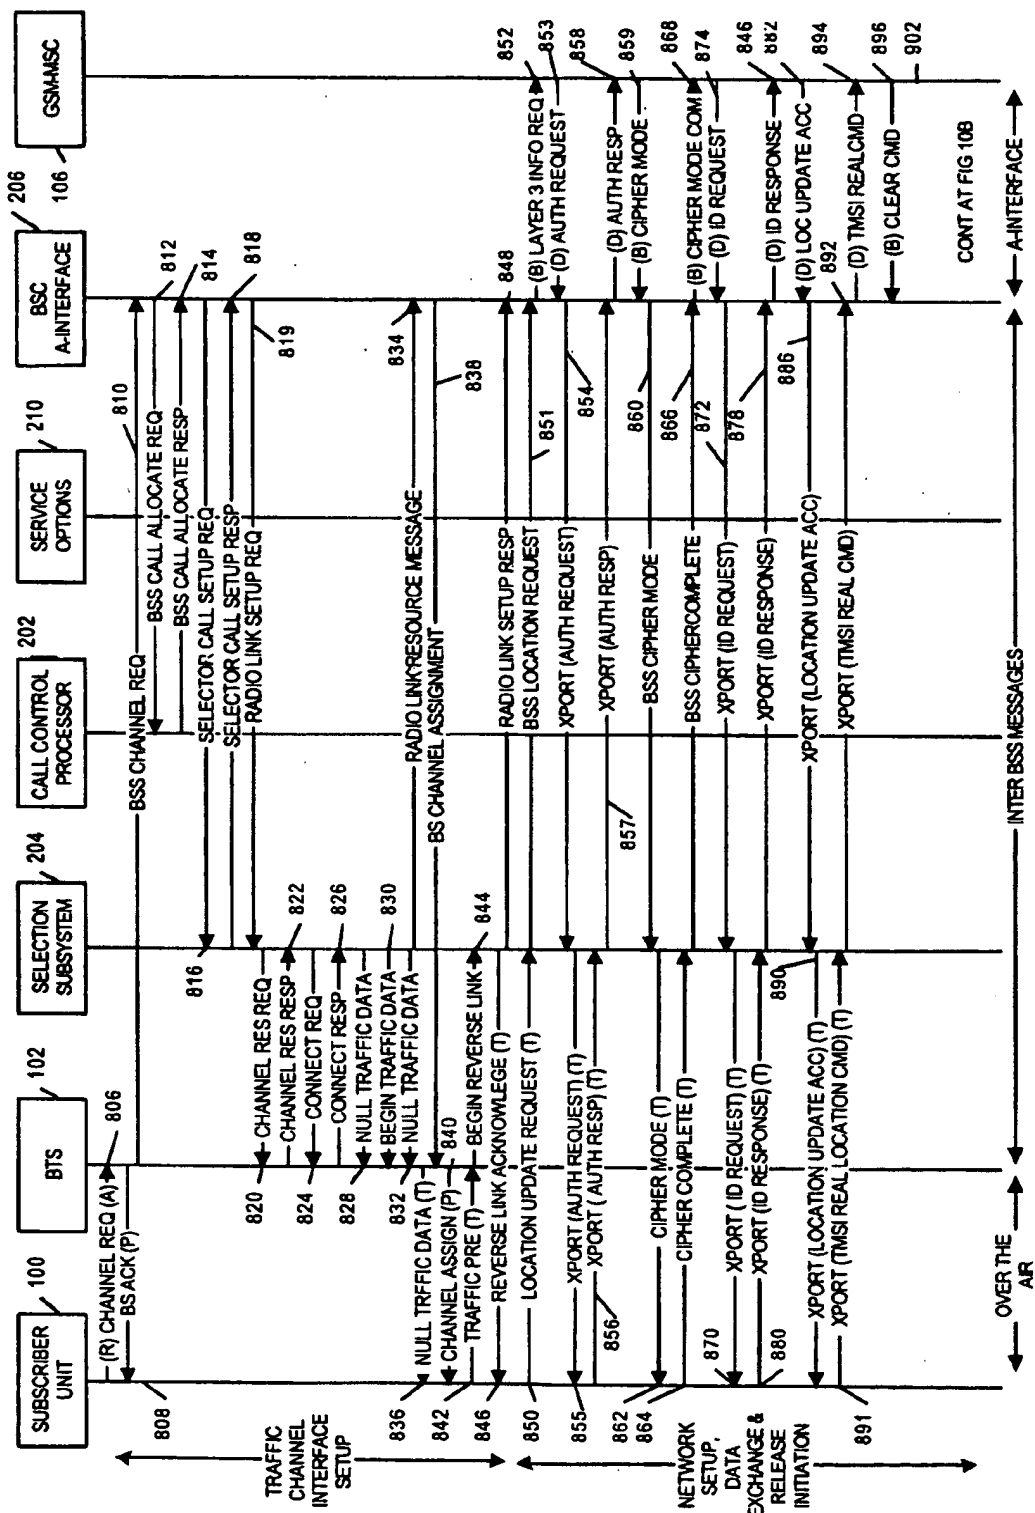 SUBSCRIBER
UNIT
100
BTS
102
SELECTION
SUBSYSTEM
204
CALL CONTROL
PROCESSOR
202
SERVICE
OPTIONS
210
BSC
A-INTERFACE
206
GSM-MSC
106
(R) CHANNEL REQ (A)
806
BS ACK (P)
808
BSS CHANNEL REQ
810
BSS CALL ALLOCATE REQ
812
BSS CALL ALLOCATE RESP
814
SELECTOR CALL SETUP REQ
816
SELECTOR CALL SETUP RESP
818
RADIO LINK SETUP REQ
819
CHANNEL RES REQ
820
CHANNEL RES RESP
822
CONNECT REQ
824
CONNECT RESP
826
NULL TRAFFIC DATA
828
BEGIN TRAFFIC DATA
830
NULL TRAFFIC DATA
832
RADIO LINK-RESOURCE MESSAGE
834
NULL TRFFIC DATA (T)
836
BS CHANNEL ASSIGNMENT
838
CHANNEL ASSIGN (P)
840
TRAFFIC PRE (T)
842
BEGIN REVERSE LINK
844
REVERSE LINK ACKNOWLEGE (T)
846
RADIO LINK SETUP RESP
848
LOCATION UPDATE REQUEST (T)
850
BSS LOCATION REQUEST
851
(B) LAYER 3 INFO REQ
852
(D) AUTH REQUEST
853
XPORT (AUTH REQUEST)
854
XPORT (AUTH REQUEST) (T)
855
XPORT ( AUTH RESP) (T)
856
XPORT (AUTH RESP)
857
(D) AUTH RESP
858
(B) CIPHER MODE
859
BSS CIPHER MODE
860
CIPHER MODE (T)
862
CIPHER COMPLETE (T)
864
BSS CIPHERCOMPLETE
866
(B) CIPHER MODE COM
868
(D) ID REQUEST
874
XPORT (ID REQUEST)
872
XPORT ( ID REQUEST) (T)
870
XPORT (ID RESPONSE) (T)
880
XPORT (ID RESPONSE)
878
(D) ID RESPONSE
846
(D) LOC UPDATE ACC
882
XPORT (LOCATION UPDATE ACC)
886
XPORT (LOCATION UPDATE ACC) (T)
890
XPORT (TMSI REAL LOCATION CMD) (T)
891
XPORT (TMSI REAL CMD)
892
(D) TMSI REALCMD
894
(B) CLEAR CMD
896
902
CONT AT FIG 10B
TRAFFIC
CHANNEL
INTERFACE
SETUP
NETWORK
SETUP,
DATA
EXCHANGE &
RELEASE
INITIATION
OVER THE
AIR
INTER BSS MESSAGES
A-INTERFACE